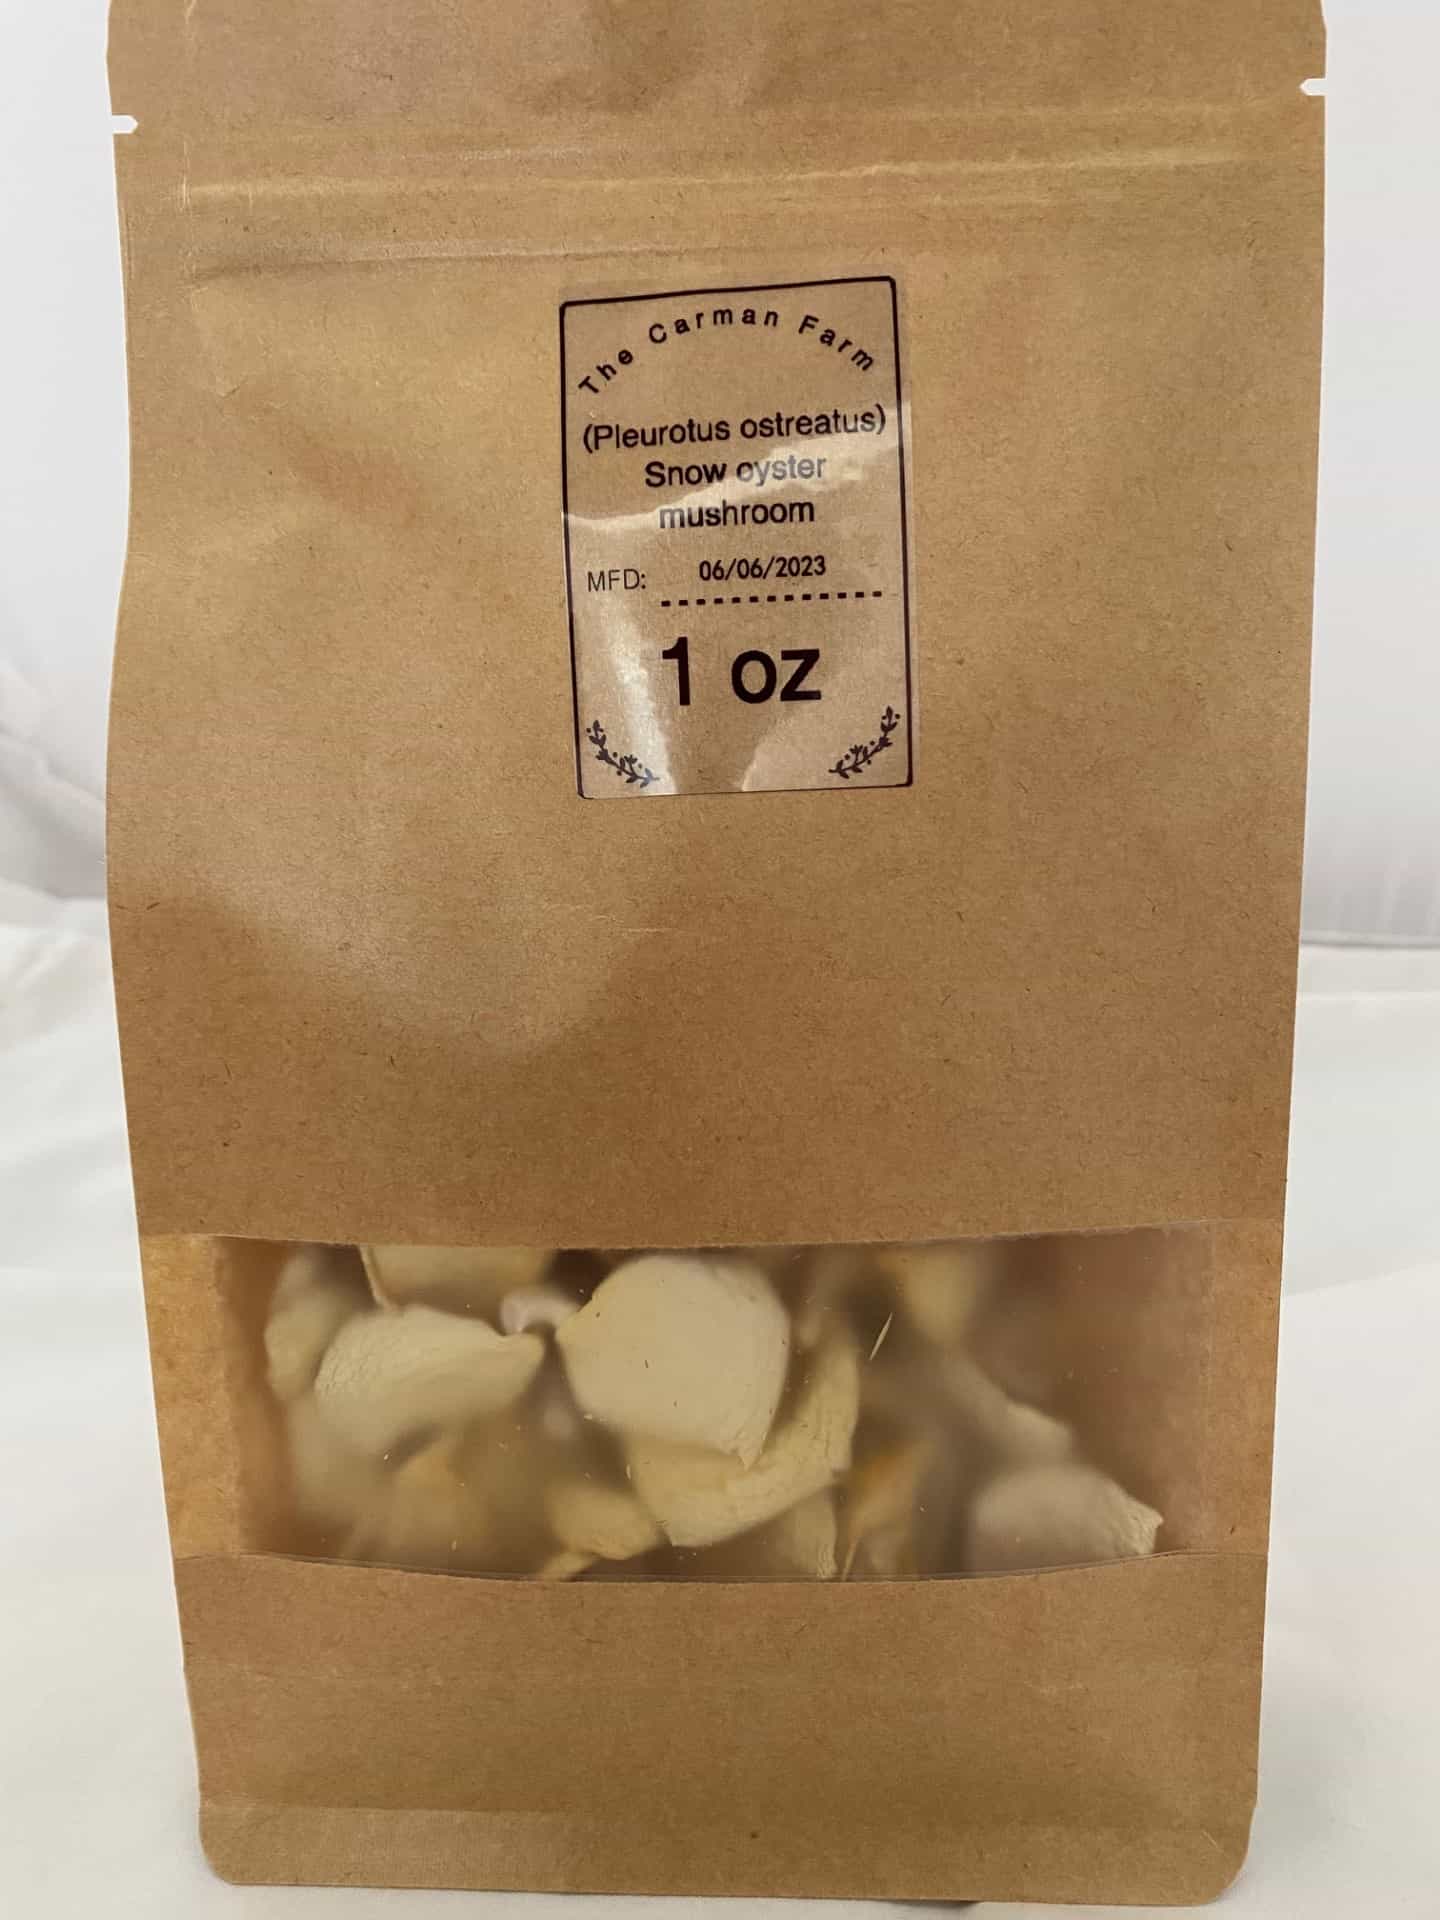 The Carman Farm
(Pleurotus ostreatus)
Snow oyster
mushroom
MFD: 06/06/2023
1 oz